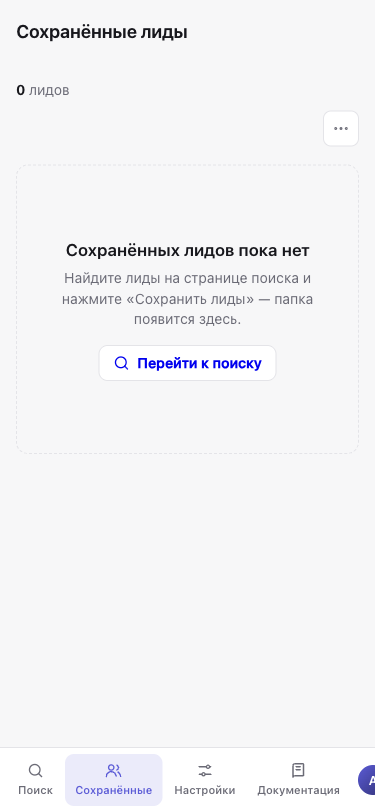 Сохранённые лиды
0 лидов
Сохранённых лидов пока нет
Найдите лиды на странице поиска и
нажмите «Сохранить лиды» — папка
появится здесь.
Перейти к поиску
Поиск
Сохранённые
Настройки
Документация